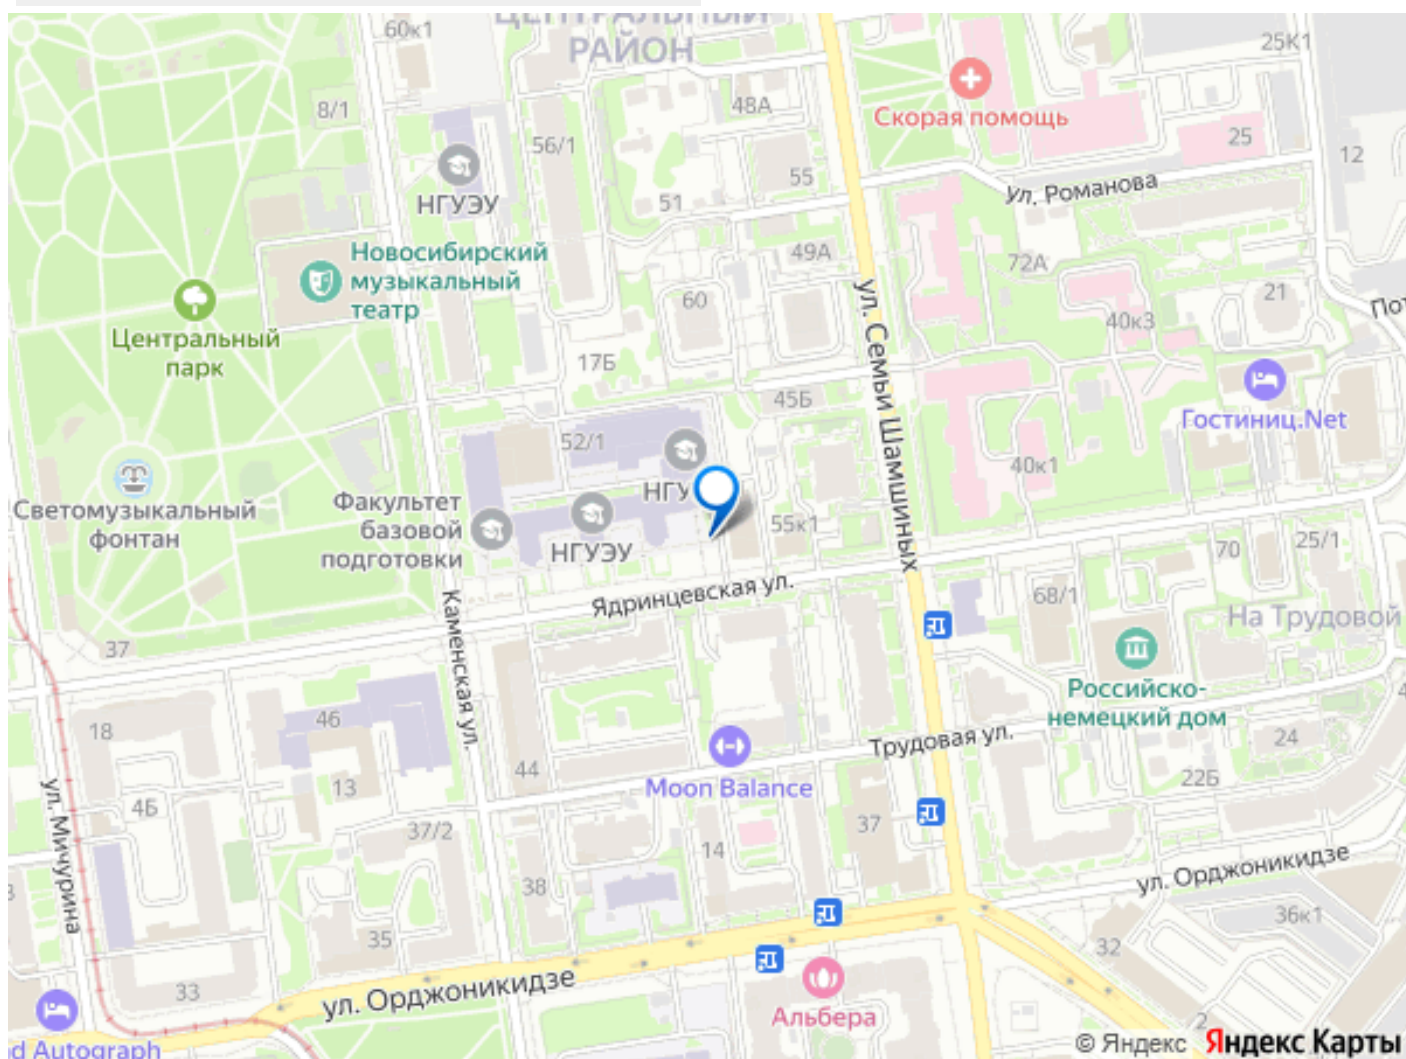 ЦЕНТРАЛЬНЫЙ
РАЙОН
60к1
25К1
8/1
48А
Скорая помощь
56/1
25
12
НГУЭУ
55
51
Ул. Романова
Новосибирский
музыкальный
театр
49А
72А
60
21
40к3
Центральный
парк
17Б
ул. Семьи Шамшиных
45Б
Гостиниц.Net
52/1
40к1
НГУ
Светомузыкальный
фонтан
Факультет
базовой
подготовки
НГУЭУ
55к1
70
25/1
Ядринцевская ул.
68/1
На Трудовой
37
Каменская ул.
Российско-
немецкий дом
18
46
Трудовая ул.
24
44
Moon Balance
22Б
ул. Мичурина
4Б
13
37/2
14
37
ул. Орджоникидзе
38
36к1
35
32
33
ул. Орджоникидзе
Альбера
2
d Autograph
© Яндекс Яндекс Карты